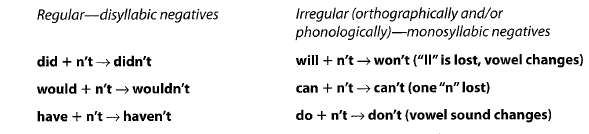 Regular—disyllabic negatives
did + n't → didn't
would + n't → wouldn't
have + n't → haven't
Irregular (orthographically and/or
phonologically)—monosyllabic negatives
will + n't → won't ("ll" is lost, vowel changes)
can + n't → can't (one "n" lost)
do + n't → don't (vowel sound changes)